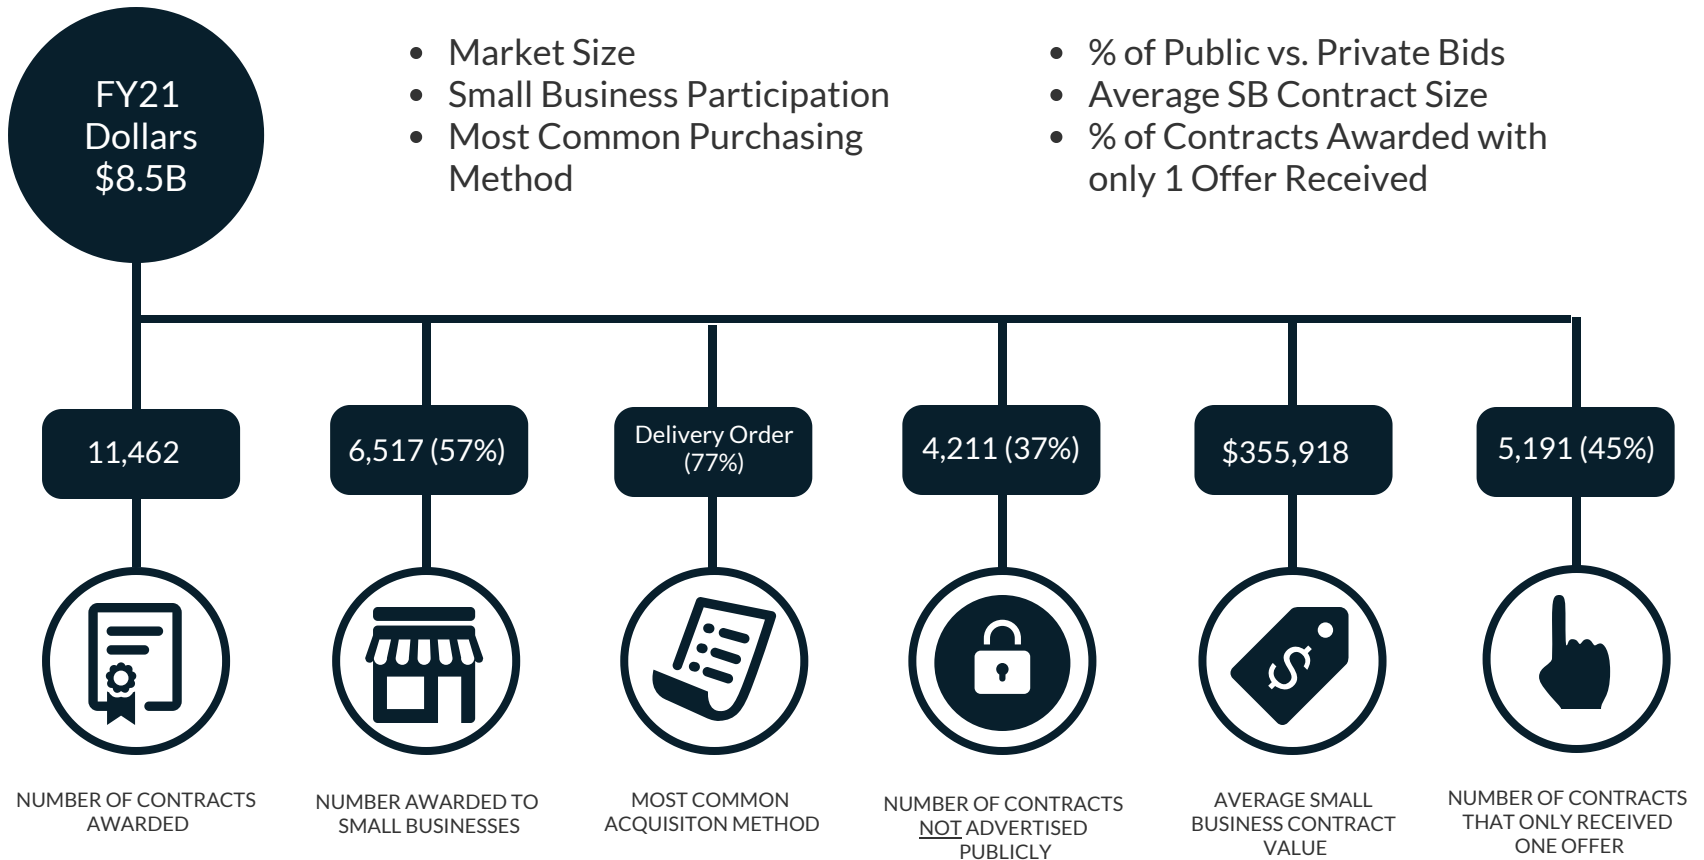 FY21
Dollars
$8.5B
• Market Size
• Small Business Participation
• Most Common Purchasing
Method
• % of Public vs. Private Bids
• Average SB Contract Size
• % of Contracts Awarded with
only 1 Offer Received
11,462
6,517 (57%)
Delivery Order
(77%)
4,211 (37%)
$355,918
5,191 (45%)
$
NUMBER OF CONTRACTS
AWARDED
NUMBER AWARDED TO
SMALL BUSINESSES
MOST COMMON
ACQUISITON METHOD
NUMBER OF CONTRACTS
NOT ADVERTISED
PUBLICLY
AVERAGE SMALL
BUSINESS CONTRACT
VALUE
NUMBER OF CONTRACTS
THAT ONLY RECEIVED
ONE OFFER